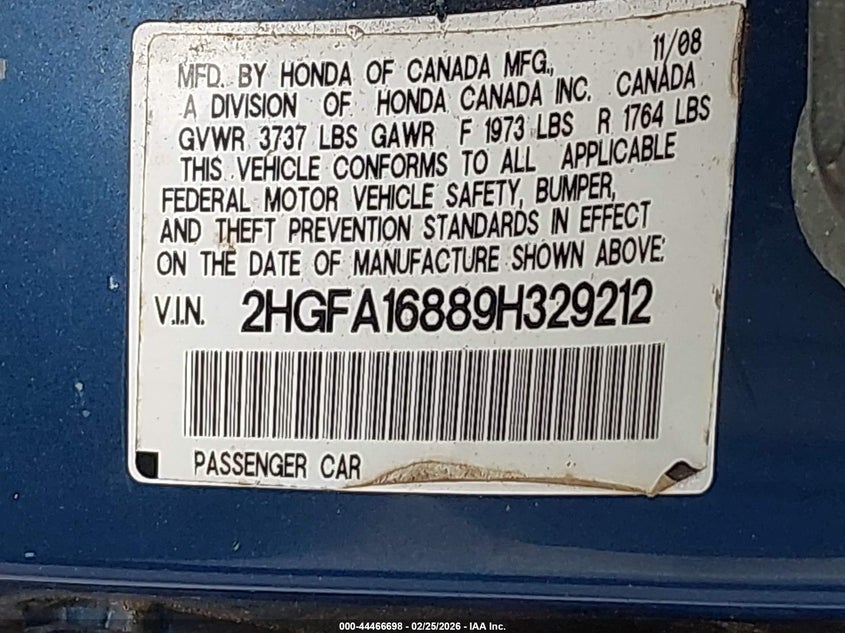 11/08
MFD. BY HONDA OF CANADA MFG.,
A DIVISION OF HONDA CANADA INC. CANADA
GVWR 3737 LBS GAWR F 1973 LBS R 1764 LBS
THIS VEHICLE CONFORMS TO ALL APPLICABLE
FEDERAL MOTOR VEHICLE SAFETY, BUMPER,
AND THEFT PREVENTION STANDARDS IN EFFECT
ON THE DATE OF MANUFACTURE SHOWN ABOVE.
V.I.N. 2HGFA16889H329212
PASSENGER CAR
000-44466698 - 02/25/2026 - IAA Inc.